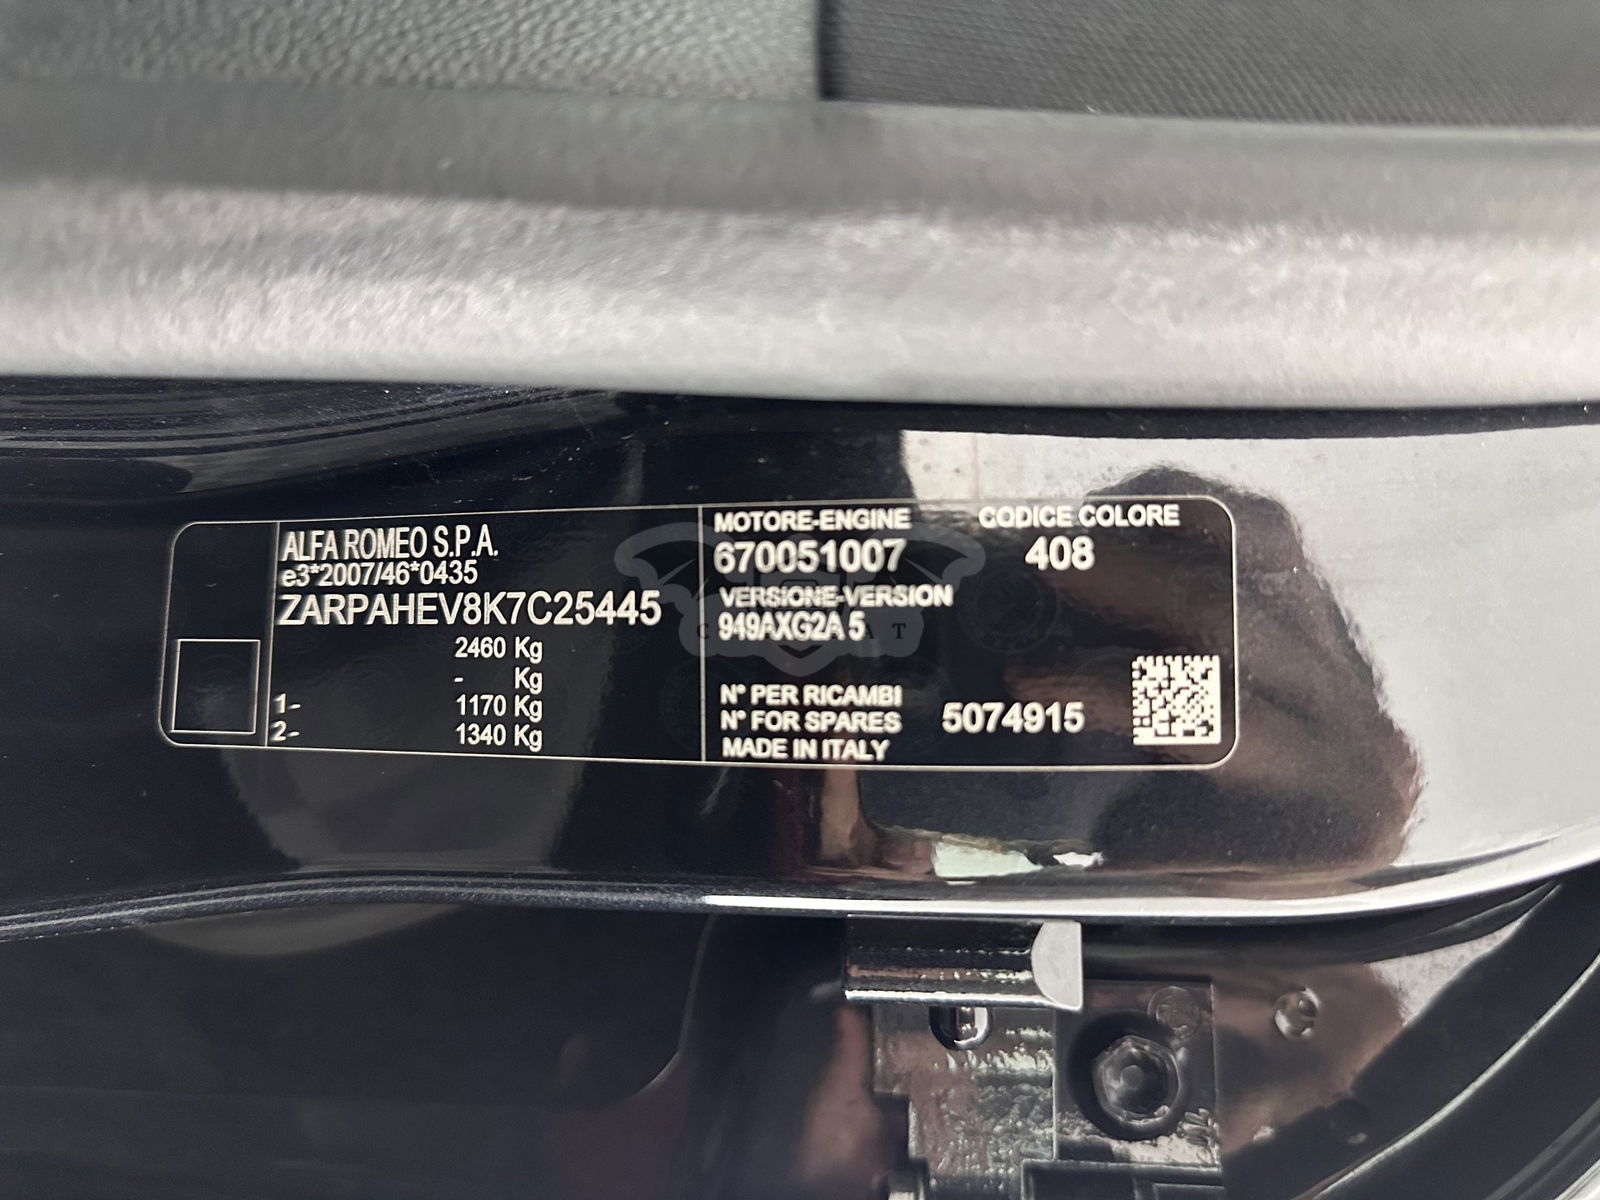 ALFA ROMEO S.P.A.
e3*2007/46*0435
ZARPAHEV8K7C25445
2460 Kg
- Kg
1- 1170 Kg
2- 1340 Kg
MOTORE-ENGINE
670051007
CODICE COLORE
408
VERSIONE-VERSION
949AXG2A 5
N° PER RICAMBI
N° FOR SPARES 5074915
MADE IN ITALY